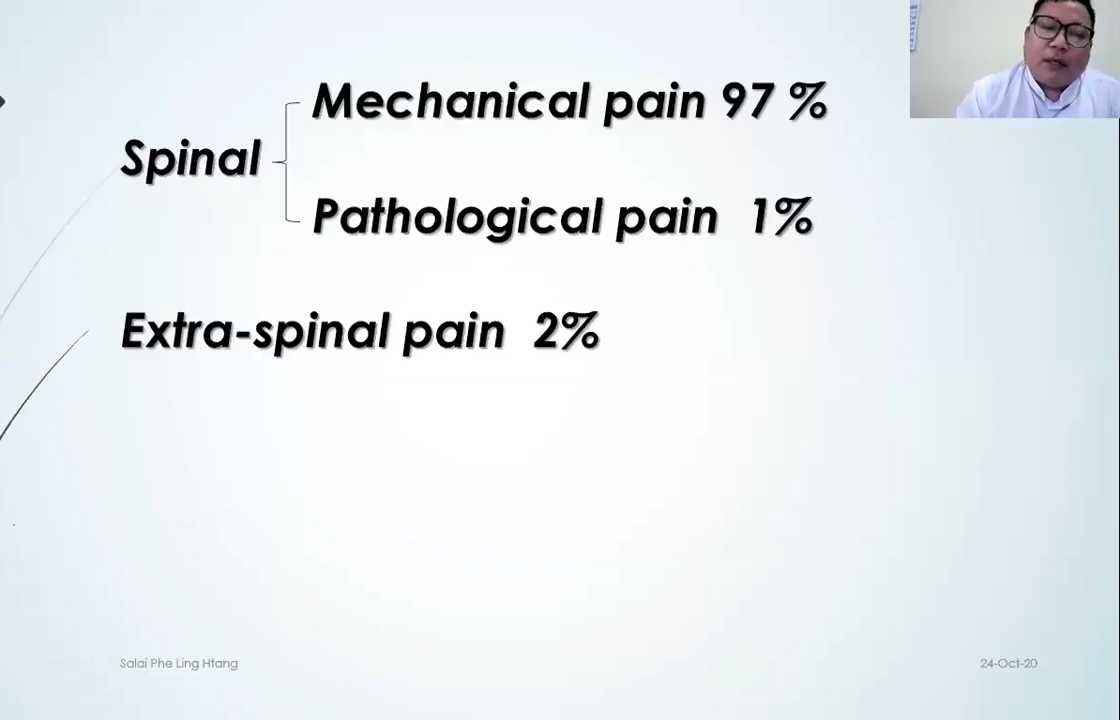 Mechanical pain 97 %
Spinal
Pathological pain 1%
Extra-spinal pain 2%
Salai Phe Ling Htang
24-Oct-20